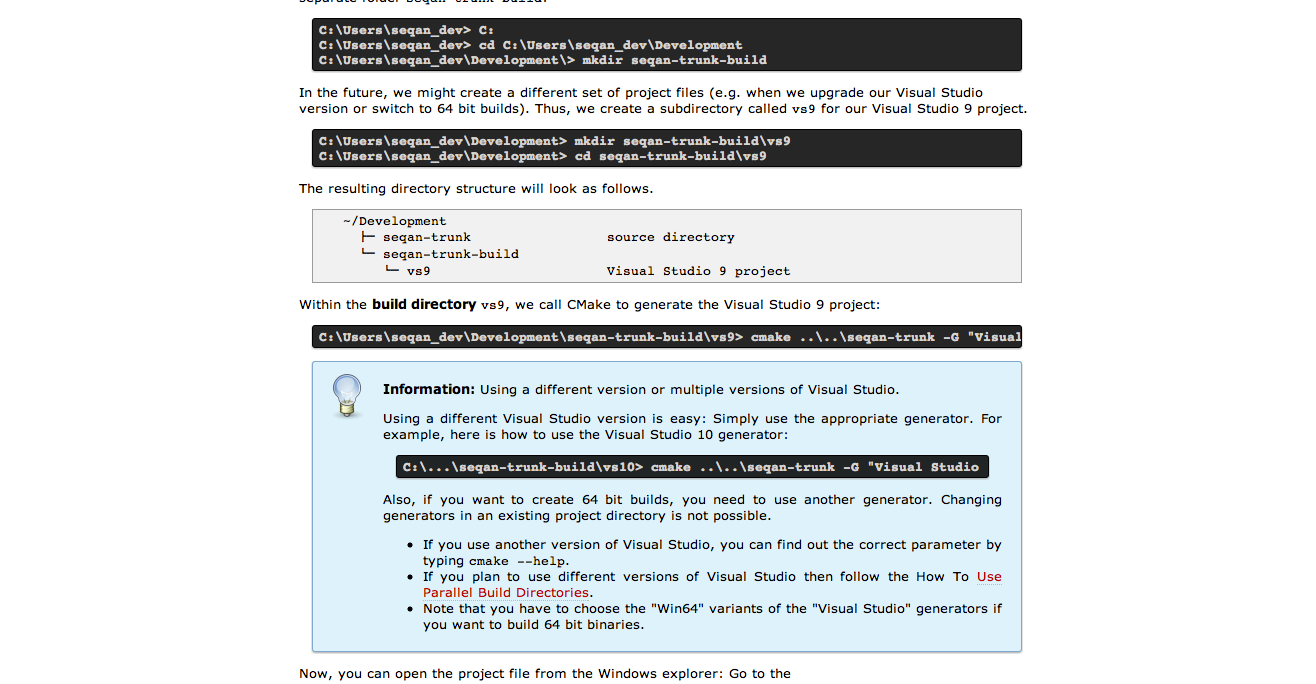 C:\Users\seqan_dev> C:
C:\Users\seqan_dev> cd C:\Users\seqan_dev\Development
C:\Users\seqan_dev\Development\> mkdir seqan-trunk-build
In the future, we might create a different set of project files (e.g. when we upgrade our Visual Studio
version or switch to 64 bit builds). Thus, we create a subdirectory called vs9 for our Visual Studio 9 project.
C:\Users\seqan_dev\Development> mkdir seqan-trunk-build\vs9
C:\Users\seqan_dev\Development> cd seqan-trunk-build\vs9
The resulting directory structure will look as follows.
~/Development
├─ seqan-trunk source directory
└─ seqan-trunk-build
└─ vs9 Visual Studio 9 project
Within the build directory vs9, we call CMake to generate the Visual Studio 9 project:
C:\Users\seqan_dev\Development\seqan-trunk-build\vs9> cmake ..\..\seqan-trunk -G "Visual
Information: Using a different version or multiple versions of Visual Studio.
Using a different Visual Studio version is easy: Simply use the appropriate generator. For
example, here is how to use the Visual Studio 10 generator:
C:\...\seqan-trunk-build\vs10> cmake ..\..\seqan-trunk -G "Visual Studio
Also, if you want to create 64 bit builds, you need to use another generator. Changing
generators in an existing project directory is not possible.
• If you use another version of Visual Studio, you can find out the correct parameter by
typing cmake --help.
• If you plan to use different versions of Visual Studio then follow the How To Use
Parallel Build Directories.
• Note that you have to choose the "Win64" variants of the "Visual Studio" generators if
you want to build 64 bit binaries.
Now, you can open the project file from the Windows explorer: Go to the